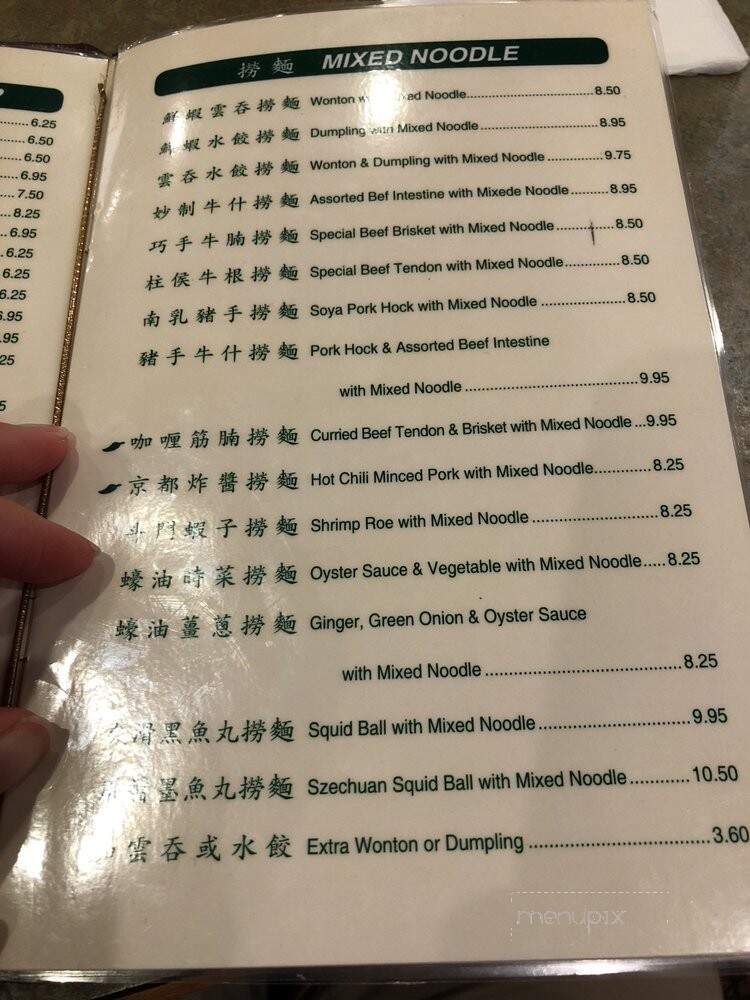 撈麵 MIXED NOODLE
鮮蝦雲吞撈麵 Wonton with Mixed Noodle 8.50
鮮蝦水餃撈麵 Dumpling with Mixed Noodle 8.95
雲吞水餃撈麵 Wonton & Dumpling with Mixed Noodle 9.75
妙制牛什撈麵 Assorted Bef Intestine with Mixede Noodle 8.95
巧手牛腩撈麵 Special Beef Brisket with Mixed Noodle 8.50
柱侯牛根撈麵 Special Beef Tendon with Mixed Noodle 8.50
南乳豬手撈麵 Soya Pork Hock with Mixed Noodle 8.50
豬手牛什撈麵 Pork Hock & Assorted Beef Intestine
with Mixed Noodle 9.95
咖喱筋腩撈麵 Curried Beef Tendon & Brisket with Mixed Noodle 9.95
京都炸醬撈麵 Hot Chili Minced Pork with Mixed Noodle 8.25
斗門蝦子撈麵 Shrimp Roe with Mixed Noodle 8.25
蠔油時菜撈麵 Oyster Sauce & Vegetable with Mixed Noodle 8.25
蠔油薑蔥撈麵 Ginger, Green Onion & Oyster Sauce
with Mixed Noodle 8.25
滑黑魚丸撈麵 Squid Ball with Mixed Noodle 9.95
醬墨魚丸撈麵 Szechuan Squid Ball with Mixed Noodle 10.50
雲吞或水餃 Extra Wonton or Dumpling 3.60
6.25
6.50
6.50
6.95
7.50
8.25
6.95
6.25
6.25
6.25
6.95
.95
25
5
menupix